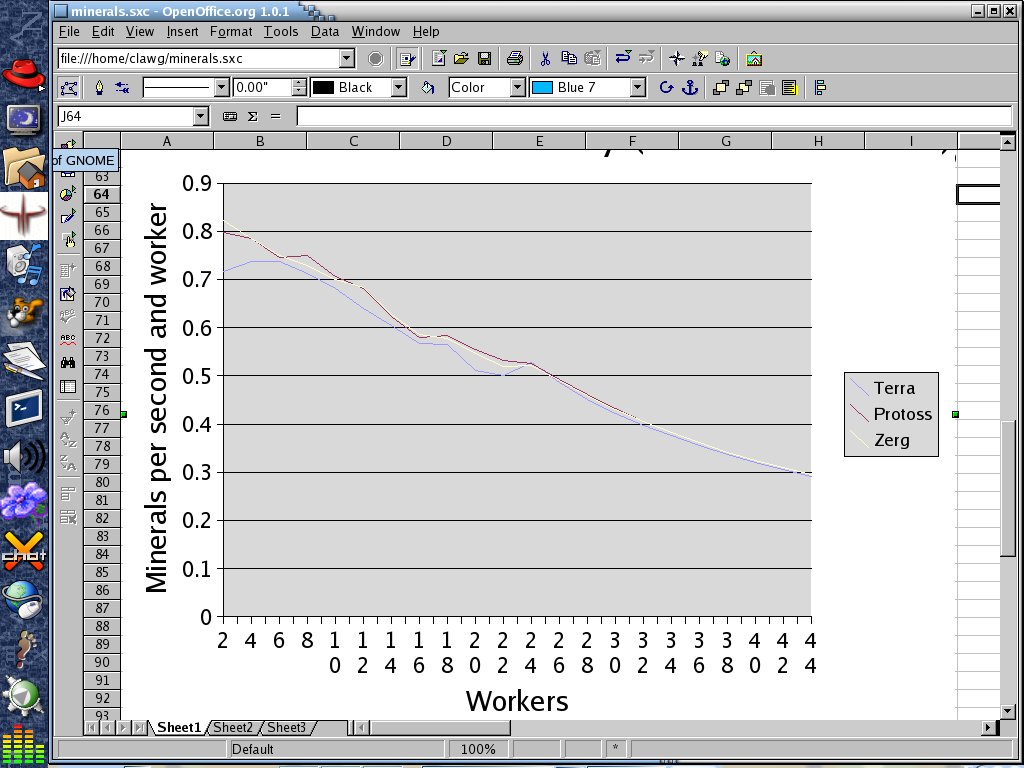 minerals.sxc - OpenOffice.org 1.0.1
File Edit View Insert Format Tools Data Window Help
file:///home/clawg/minerals.sxc
0.00" Black Color Blue 7
J64 Σ =
A B C D E F G H I
of GNOME
63
64
65
66
67
68
69
70
71
72
73
74
75
76
77
78
79
80
81
82
83
84
85
86
87
88
89
90
91
92
93
Minerals per second and worker
0.9
0.8
0.7
0.6
0.5
0.4
0.3
0.2
0.1
0
2 4 6 8 10 12 14 16 18 20 22 24 26 28 30 32 34 36 38 40 42 44
Workers
Terra
Protoss
Zerg
ABC
ABC
A Z
Z A
chat
Sheet1 Sheet2 Sheet3
Default 100% *